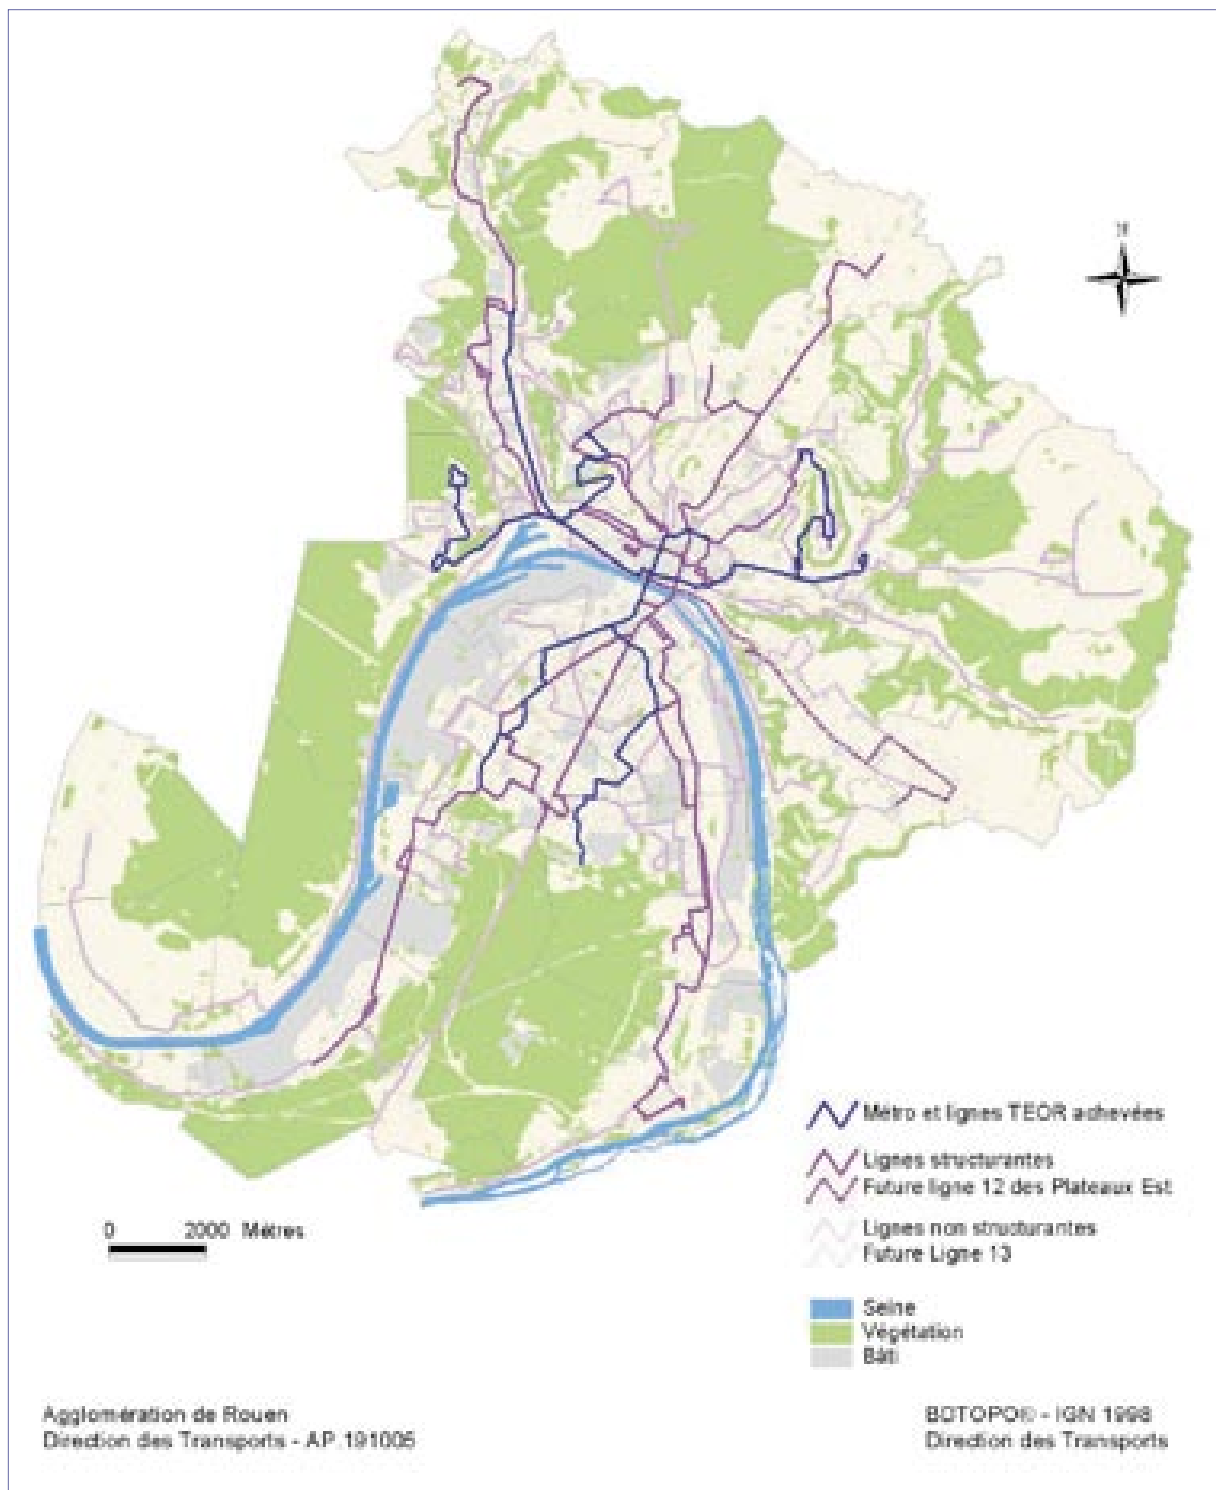 N
Métro et lignes TEOR achevées
Lignes structurantes
Future ligne 12 des Plateaux Est
Lignes non structurantes
Future Ligne 13
0 2000 Mètres
Seine
Végétation
Bâti
Agglomération de Rouen
Direction des Transports - AP 191005
BDTOPO© - IGN 1998
Direction des Transports